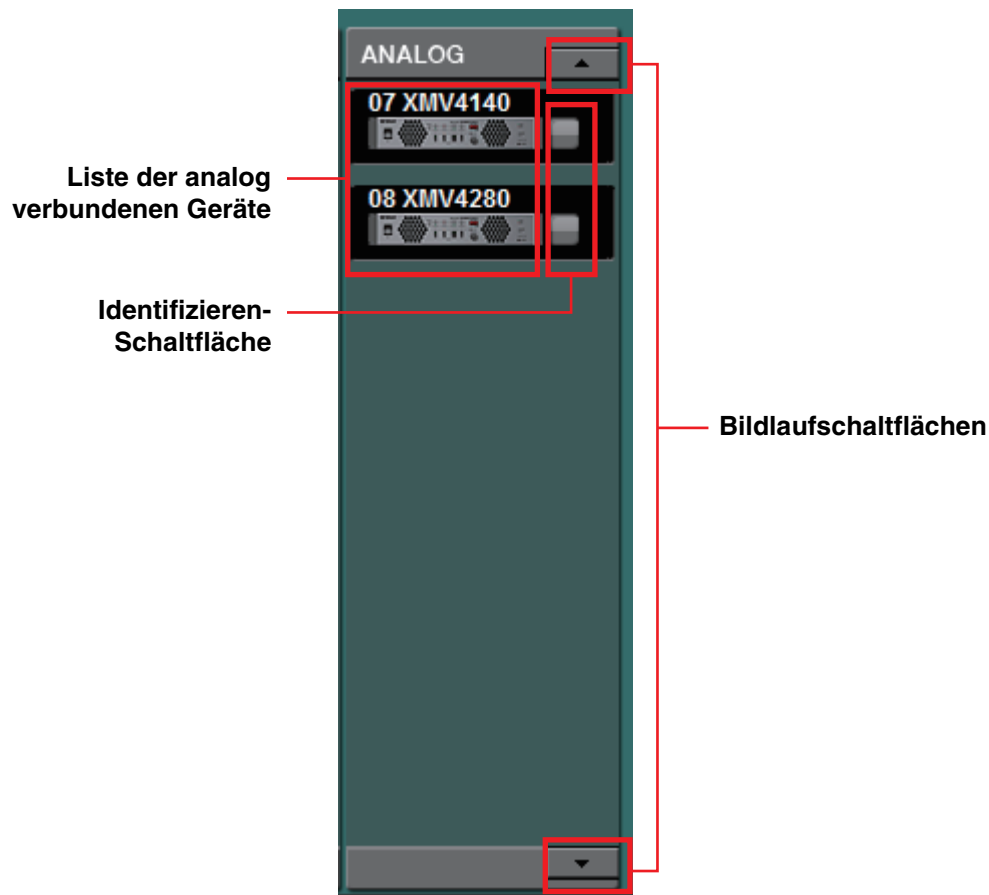 ANALOG
07 XMV4140
Liste der analog
verbundenen Geräte
08 XMV4280
Identifizieren-
Schaltfläche
Bildlaufschaltflächen